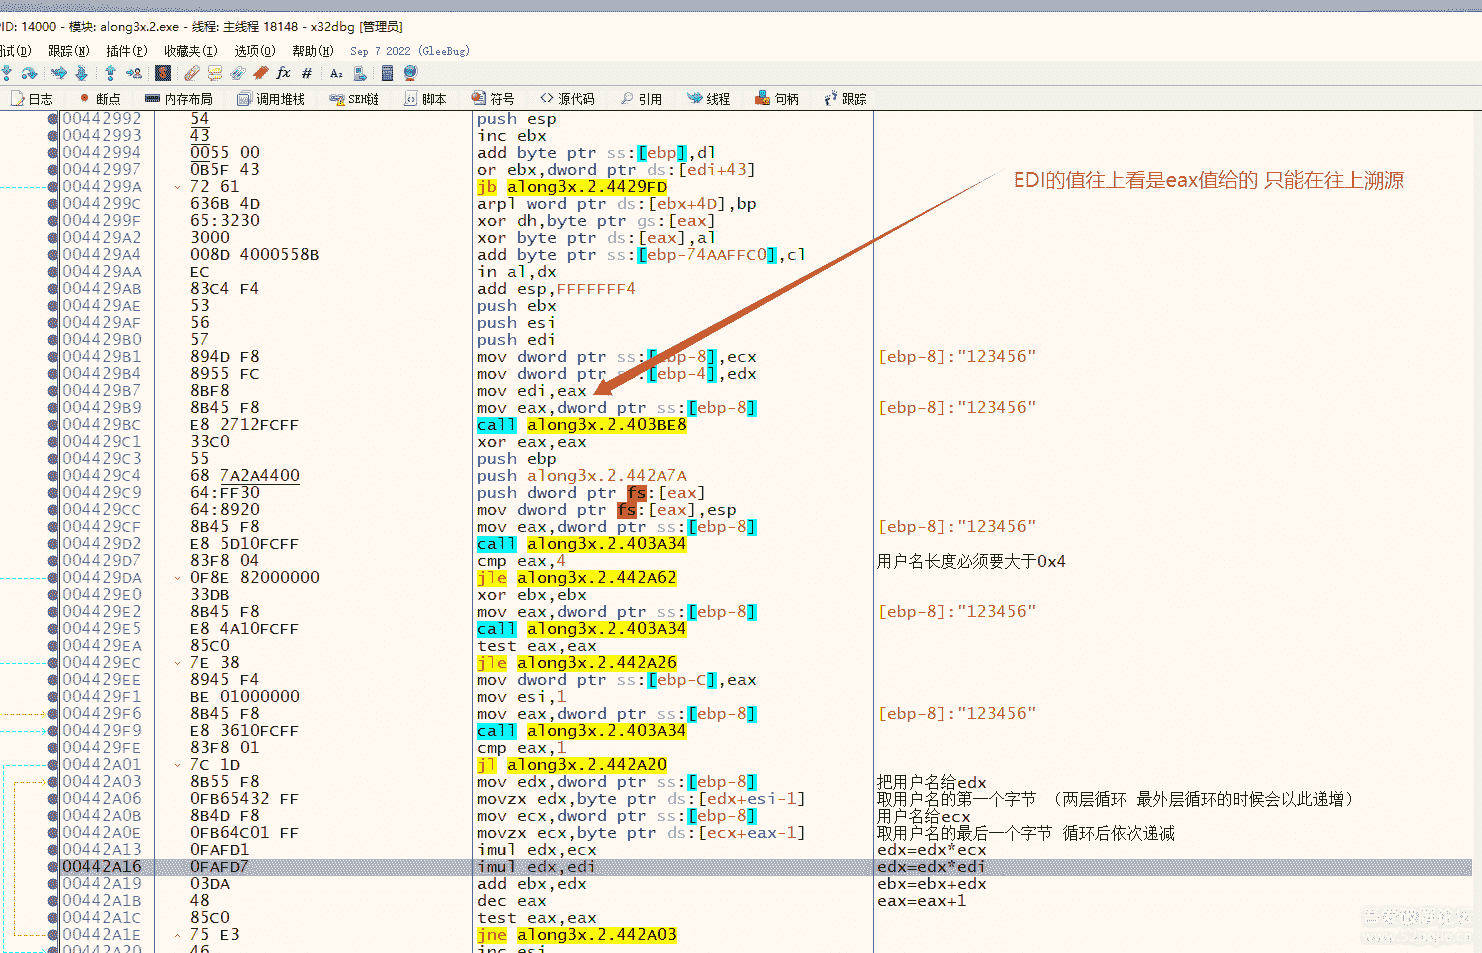 PID: 14000 - 模块: along3x.2.exe - 线程: 主线程 18148 - x32dbg [管理员]
试(D) 跟踪(N) 插件(P) 收藏夹(I) 选项(O) 帮助(H) Sep 7 2022 (GleeBug)
日志 断点 内存布局 调用堆栈 SEH链 脚本 符号 源代码 引用 线程 句柄 跟踪
00442992 54 push esp
00442993 43 inc ebx
00442994 0055 00 add byte ptr ss:[ebp],dl
00442997 0B5F 43 or ebx,dword ptr ds:[edi+43]
EDI的值往上看是eax值给的 只能在往上溯源
0044299A 72 61 jb along3x.2.4429FD
0044299C 636B 4D arpl word ptr ds:[ebx+4D],bp
0044299F 65:3230 xor dh,byte ptr gs:[eax]
004429A2 3000 xor byte ptr ds:[eax],al
004429A4 008D 4000558B add byte ptr ss:[ebp-74AAFFC0],cl
004429AA EC in al,dx
004429AB 83C4 F4 add esp,FFFFFFF4
004429AE 53 push ebx
004429AF 56 push esi
004429B0 57 push edi
004429B1 894D F8 mov dword ptr ss:[ebp-8],ecx [ebp-8]:"123456"
004429B4 8955 FC mov dword ptr ss:[ebp-4],edx
004429B7 8BF8 mov edi,eax
004429B9 8B45 F8 mov eax,dword ptr ss:[ebp-8] [ebp-8]:"123456"
004429BC E8 2712FCFF call along3x.2.403BE8
004429C1 33C0 xor eax,eax
004429C3 55 push ebp
004429C4 68 7A2A4400 push along3x.2.442A7A
004429C9 64:FF30 push dword ptr fs:[eax]
004429CC 64:8920 mov dword ptr fs:[eax],esp
004429CF 8B45 F8 mov eax,dword ptr ss:[ebp-8] [ebp-8]:"123456"
004429D2 E8 5D10FCFF call along3x.2.403A34
004429D7 83F8 04 cmp eax,4 用户名长度必须要大于0x4
004429DA 0F8E 82000000 jle along3x.2.442A62
004429E0 33DB xor ebx,ebx
004429E2 8B45 F8 mov eax,dword ptr ss:[ebp-8] [ebp-8]:"123456"
004429E5 E8 4A10FCFF call along3x.2.403A34
004429EA 85C0 test eax,eax
004429EC 7E 38 jle along3x.2.442A26
004429EE 8945 F4 mov dword ptr ss:[ebp-C],eax
004429F1 BE 01000000 mov esi,1
004429F6 8B45 F8 mov eax,dword ptr ss:[ebp-8] [ebp-8]:"123456"
004429F9 E8 3610FCFF call along3x.2.403A34
004429FE 83F8 01 cmp eax,1
00442A01 7C 1D jl along3x.2.442A20
00442A03 8B55 F8 mov edx,dword ptr ss:[ebp-8] 把用户名给edx
00442A06 0FB65432 FF movzx edx,byte ptr ds:[edx+esi-1] 取用户名的第一个字节 （两层循环 最外层循环的时候会以此递增）
00442A0B 8B4D F8 mov ecx,dword ptr ss:[ebp-8] 用户名给ecx
00442A0E 0FB64C01 FF movzx ecx,byte ptr ds:[ecx+eax-1] 取用户名的最后一个字节 循环后依次递减
00442A13 0FAFD1 imul edx,ecx edx=edx*ecx
00442A16 0FAFD7 imul edx,edi edx=edx*edi
00442A19 03DA add ebx,edx ebx=ebx+edx
00442A1B 48 dec eax eax=eax+1
00442A1C 85C0 test eax,eax
00442A1E 75 E3 jne along3x.2.442A03
00442A20 46 inc esi